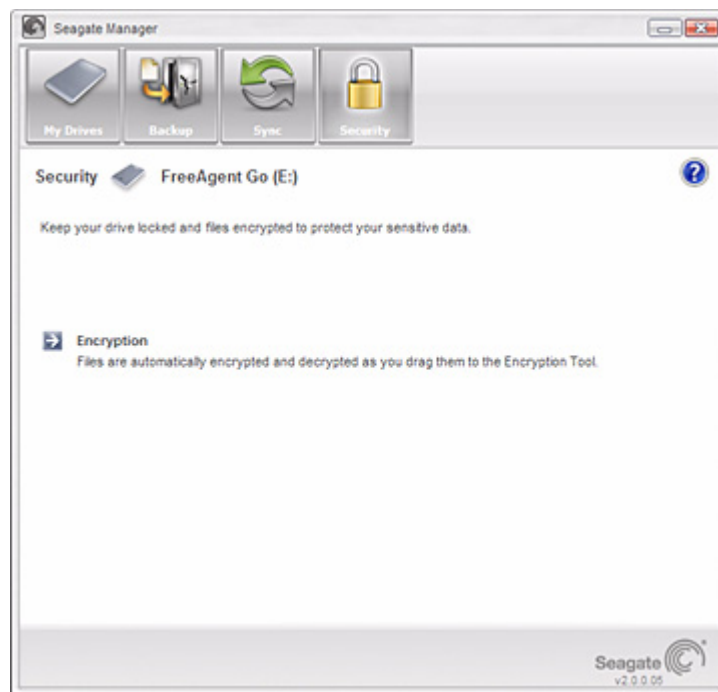 Seagate Manager
My Drives Backup Sync Security
Security FreeAgent Go (E:)
?
Keep your drive locked and files encrypted to protect your sensitive data.
Encryption
Files are automatically encrypted and decrypted as you drag them to the Encryption Tool.
Seagate
v2.0.0.05